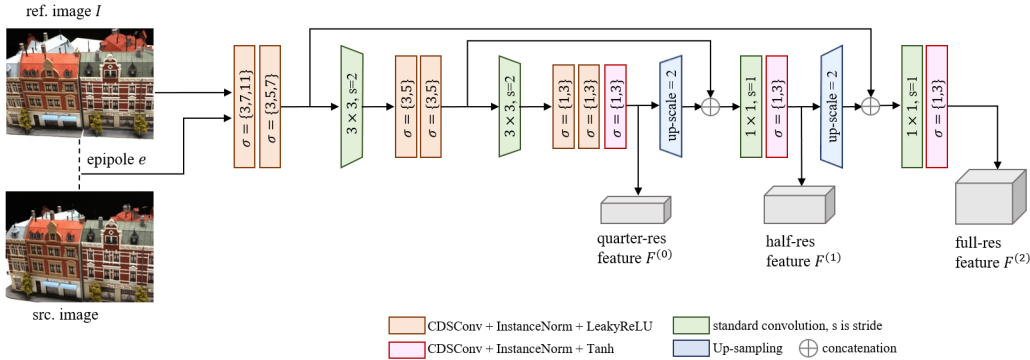 ref. image I
epipole e
src. image
σ = {3,7,11}
σ = {3,5,7}
3 × 3, s=2
σ = {3,5}
σ = {3,5}
3 × 3, s=2
σ = {1,3}
σ = {1,3}
σ = {1,3}
up-scale = 2
1 × 1, s=1
σ = {1,3}
up-scale = 2
1 × 1, s=1
σ = {1,3}
quarter-res
feature F⁽⁰⁾
half-res
feature F⁽¹⁾
full-res
feature F⁽²⁾
CDSConv + InstanceNorm + LeakyReLU
standard convolution, s is stride
CDSConv + InstanceNorm + Tanh
Up-sampling
concatenation